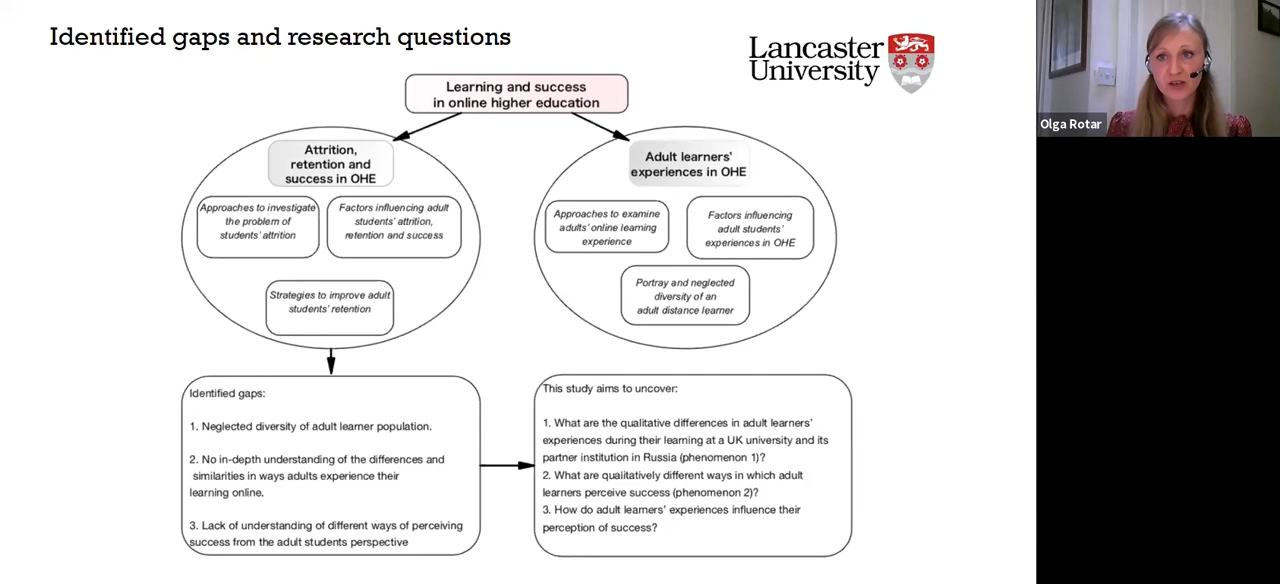 Identified gaps and research questions
Lancaster
University
Olga Rotar
Learning and success
in online higher education
Attrition,
retention and
success in OHE
Approaches to investigate
the problem of
students' attrition
Factors influencing adult
students' attrition,
retention and success
Strategies to improve adult
students' retention
Adult learners'
experiences in OHE
Approaches to examine
adults' online learning
experience
Factors influencing
adult students'
experiences in OHE
Portray and neglected
diversity of an
adult distance learner
Identified gaps:
1. Neglected diversity of adult learner population.
2. No in-depth understanding of the differences and
similarities in ways adults experience their
learning online.
3. Lack of understanding of different ways of perceiving
success from the adult students perspective
This study aims to uncover:
1. What are the qualitative differences in adult learners'
experiences during their learning at a UK university and its
partner institution in Russia (phenomenon 1)?
2. What are qualitatively different ways in which adult
learners perceive success (phenomenon 2)?
3. How do adult learners' experiences influence their
perception of success?